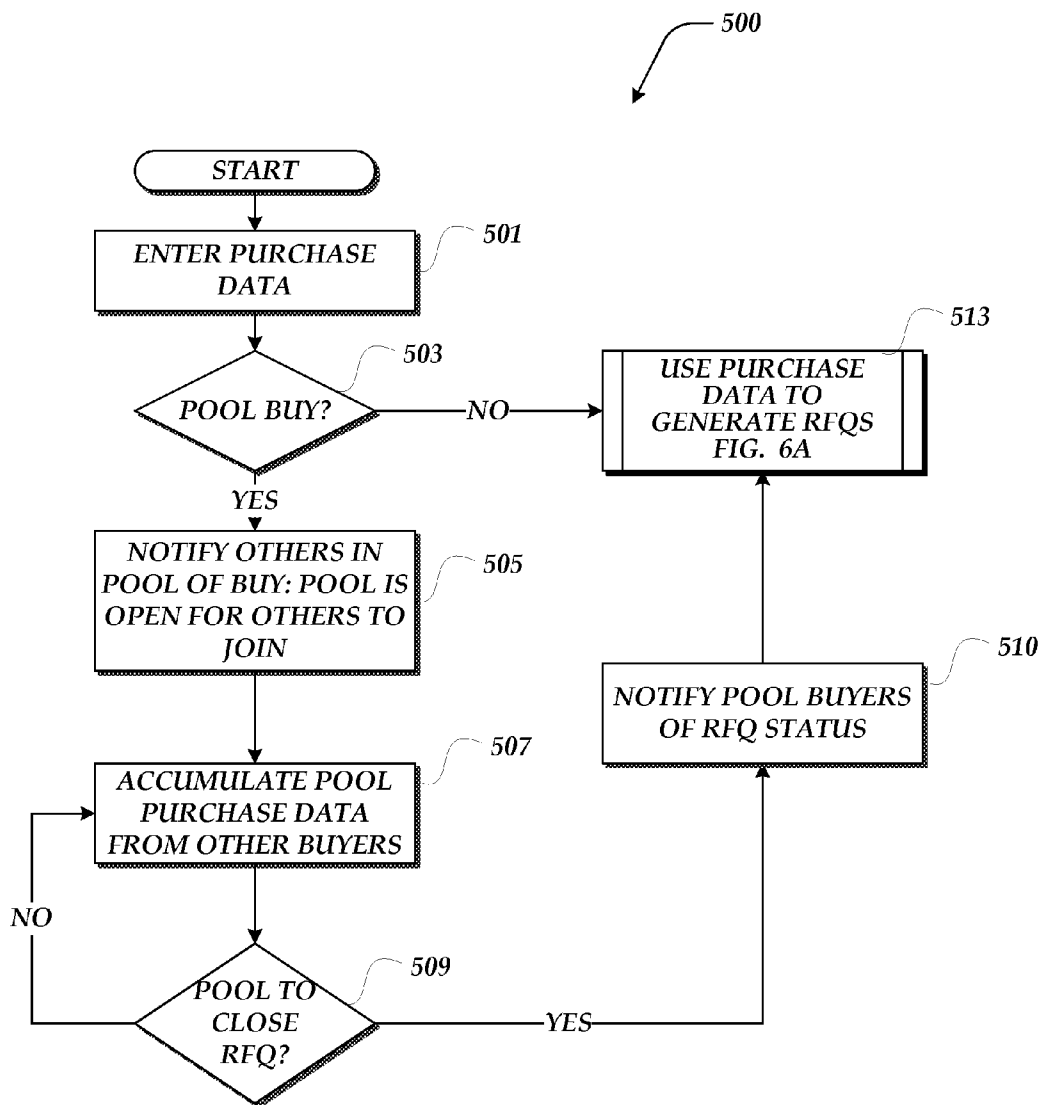 500
START
501
ENTER PURCHASE
DATA
503
POOL BUY?
NO
513
USE PURCHASE
DATA TO
GENERATE RFQS
FIG. 6A
YES
505
NOTIFY OTHERS IN
POOL OF BUY: POOL IS
OPEN FOR OTHERS TO
JOIN
510
NOTIFY POOL BUYERS
OF RFQ STATUS
507
ACCUMULATE POOL
PURCHASE DATA
FROM OTHER BUYERS
NO
509
POOL TO
CLOSE
RFQ?
YES